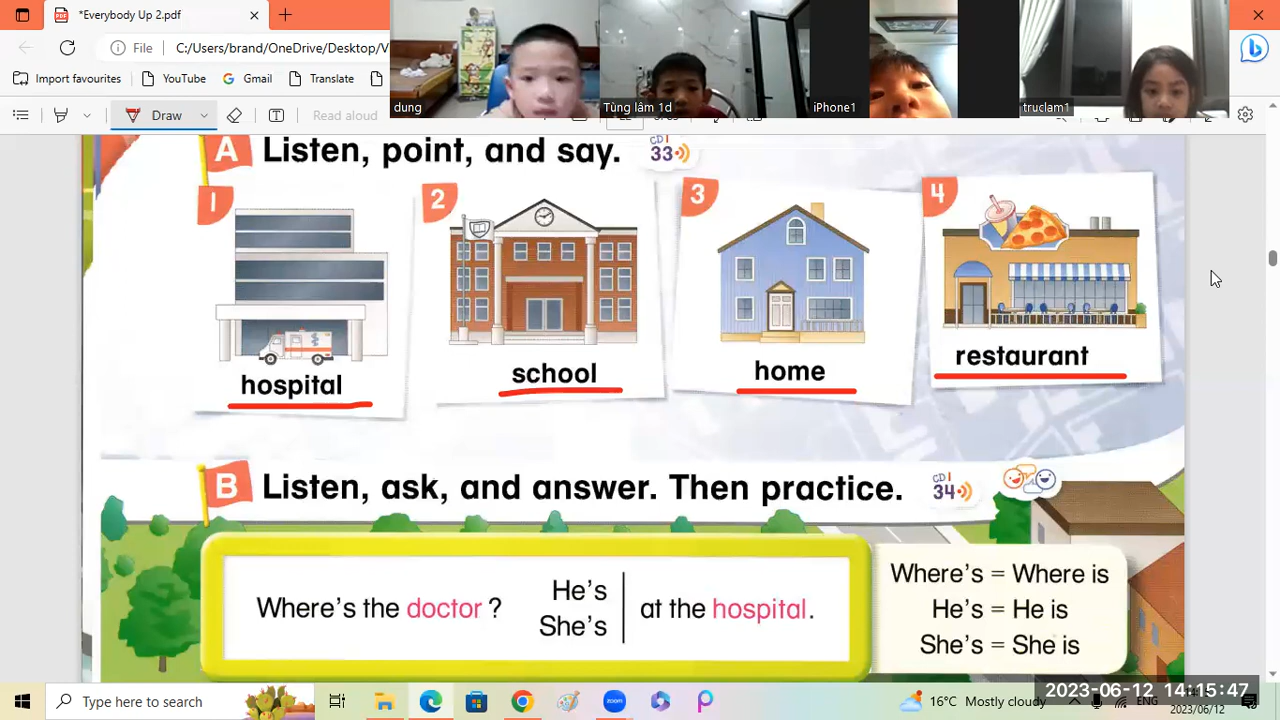 *Everybody Up 2.pdf
File
C:/Users/brand/OneDrive/Desktop/V
Import favourites
YouTube
Gmail
Translate
dung
Tùng lâm 1d
iPhone1
truclam1
Draw
Read aloud
A Listen, point, and say.
CD1
33
1
2
3
4
hospital
school
home
restaurant
B Listen, ask, and answer. Then practice.
CD1
34
Where's the doctor ?
He's
She's
at the hospital.
Where's = Where is
He's = He is
She's = She is
Type here to search
zoom
16°C Mostly cloudy
2023-06-12 14:15:47
2023/06/12